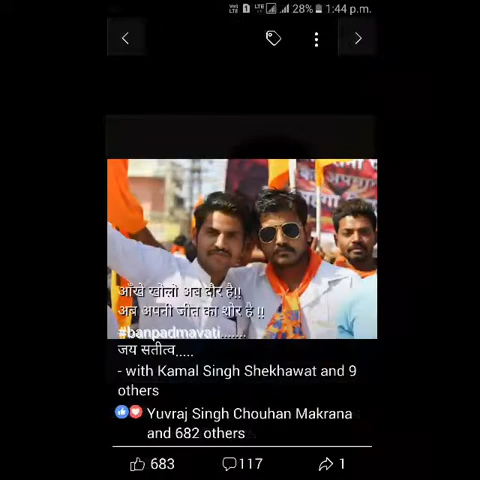 28% 1:44 p.m.
अपमान
आँखे खोलो अब दौर है!!
अब अपनी जीत का शोर है !!
#banpadmavati.......
जय सतीत्व.....
- with Kamal Singh Shekhawat and 9
others
Yuvraj Singh Chouhan Makrana
and 682 others
683 117 1